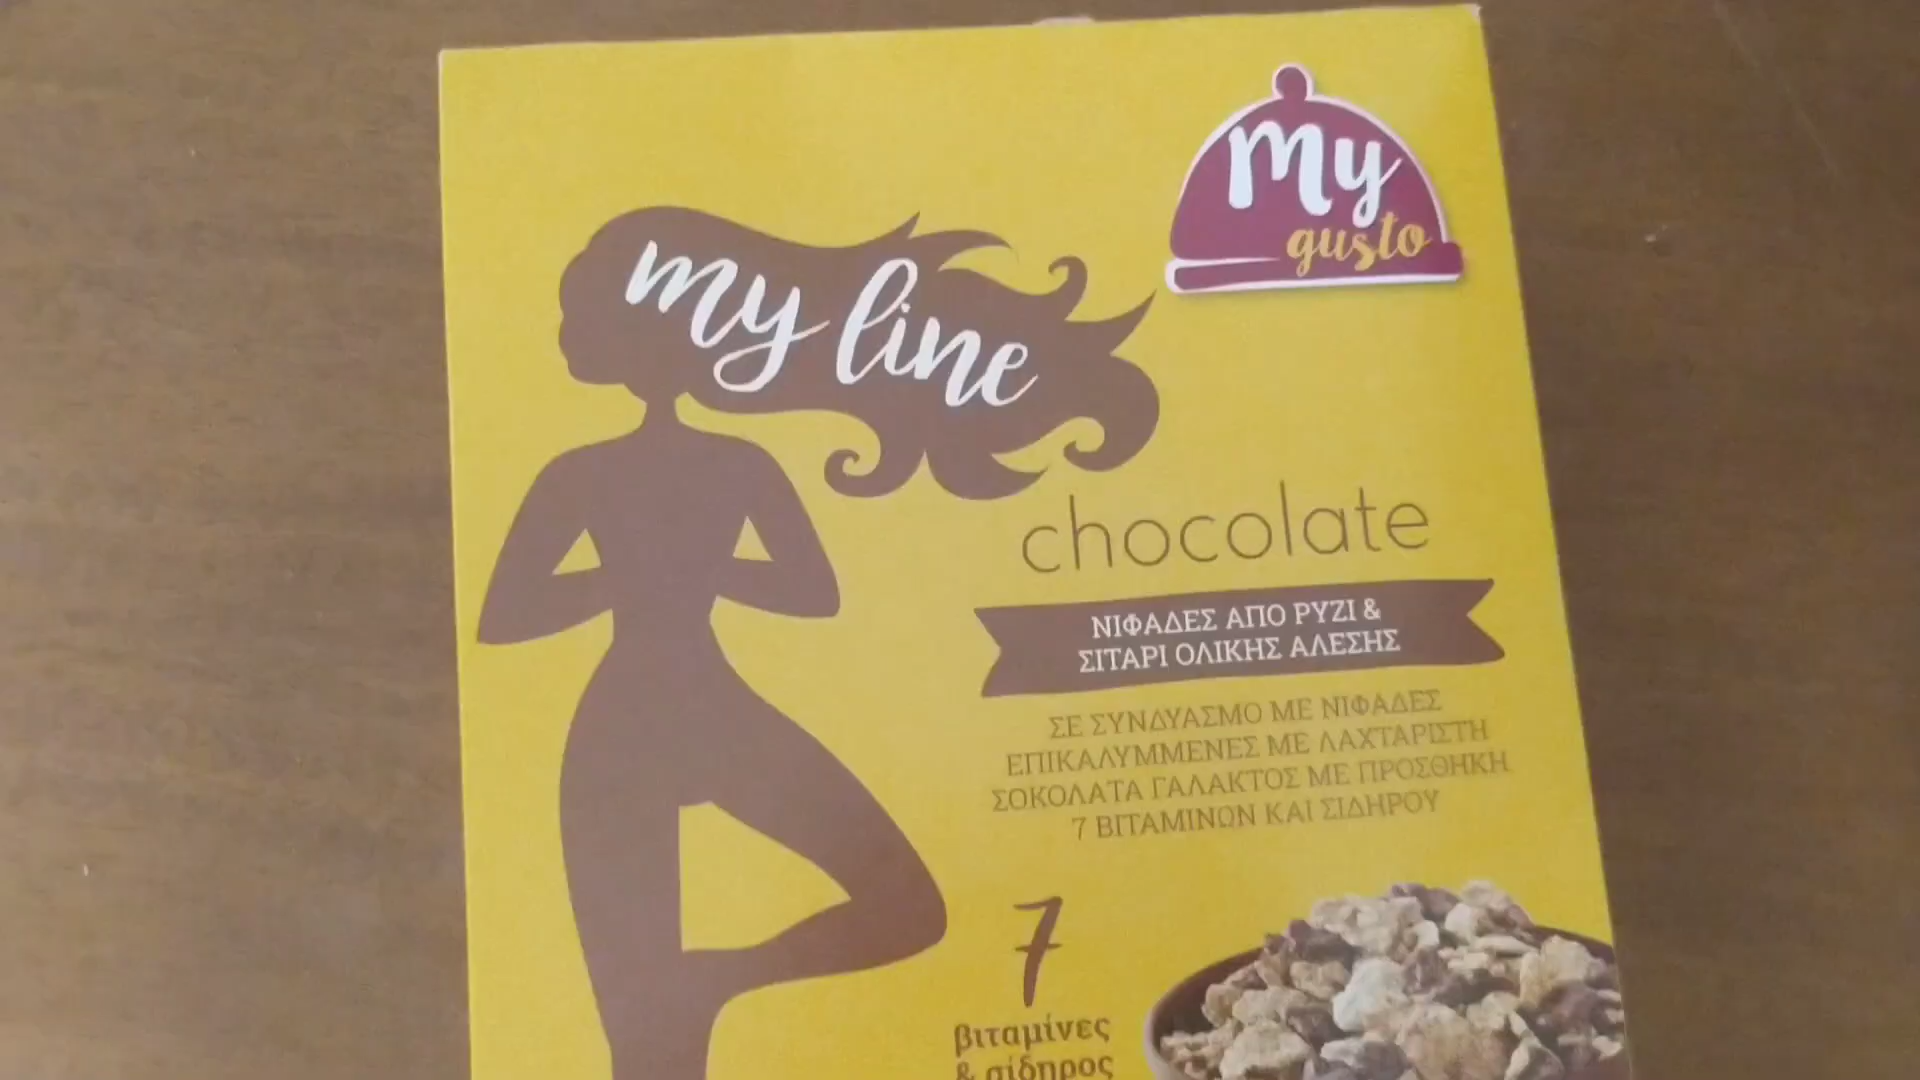 My
gusto
my line
chocolate
ΝΙΦΑΔΕΣ ΑΠΟ ΡΥΖΙ &
ΣΙΤΑΡΙ ΟΛΙΚΗΣ ΑΛΕΣΗΣ
ΣΕ ΣΥΝΔΥΑΣΜΟ ΜΕ ΝΙΦΑΔΕΣ
ΕΠΙΚΑΛΥΜΜΕΝΕΣ ΜΕ ΛΑΧΤΑΡΙΣΤΗ
ΣΟΚΟΛΑΤΑ ΓΑΛΑΚΤΟΣ ΜΕ ΠΡΟΣΘΗΚΗ
7 ΒΙΤΑΜΙΝΩΝ ΚΑΙ ΣΙΔΗΡΟΥ
7
βιταμίνες
& σίδηρος